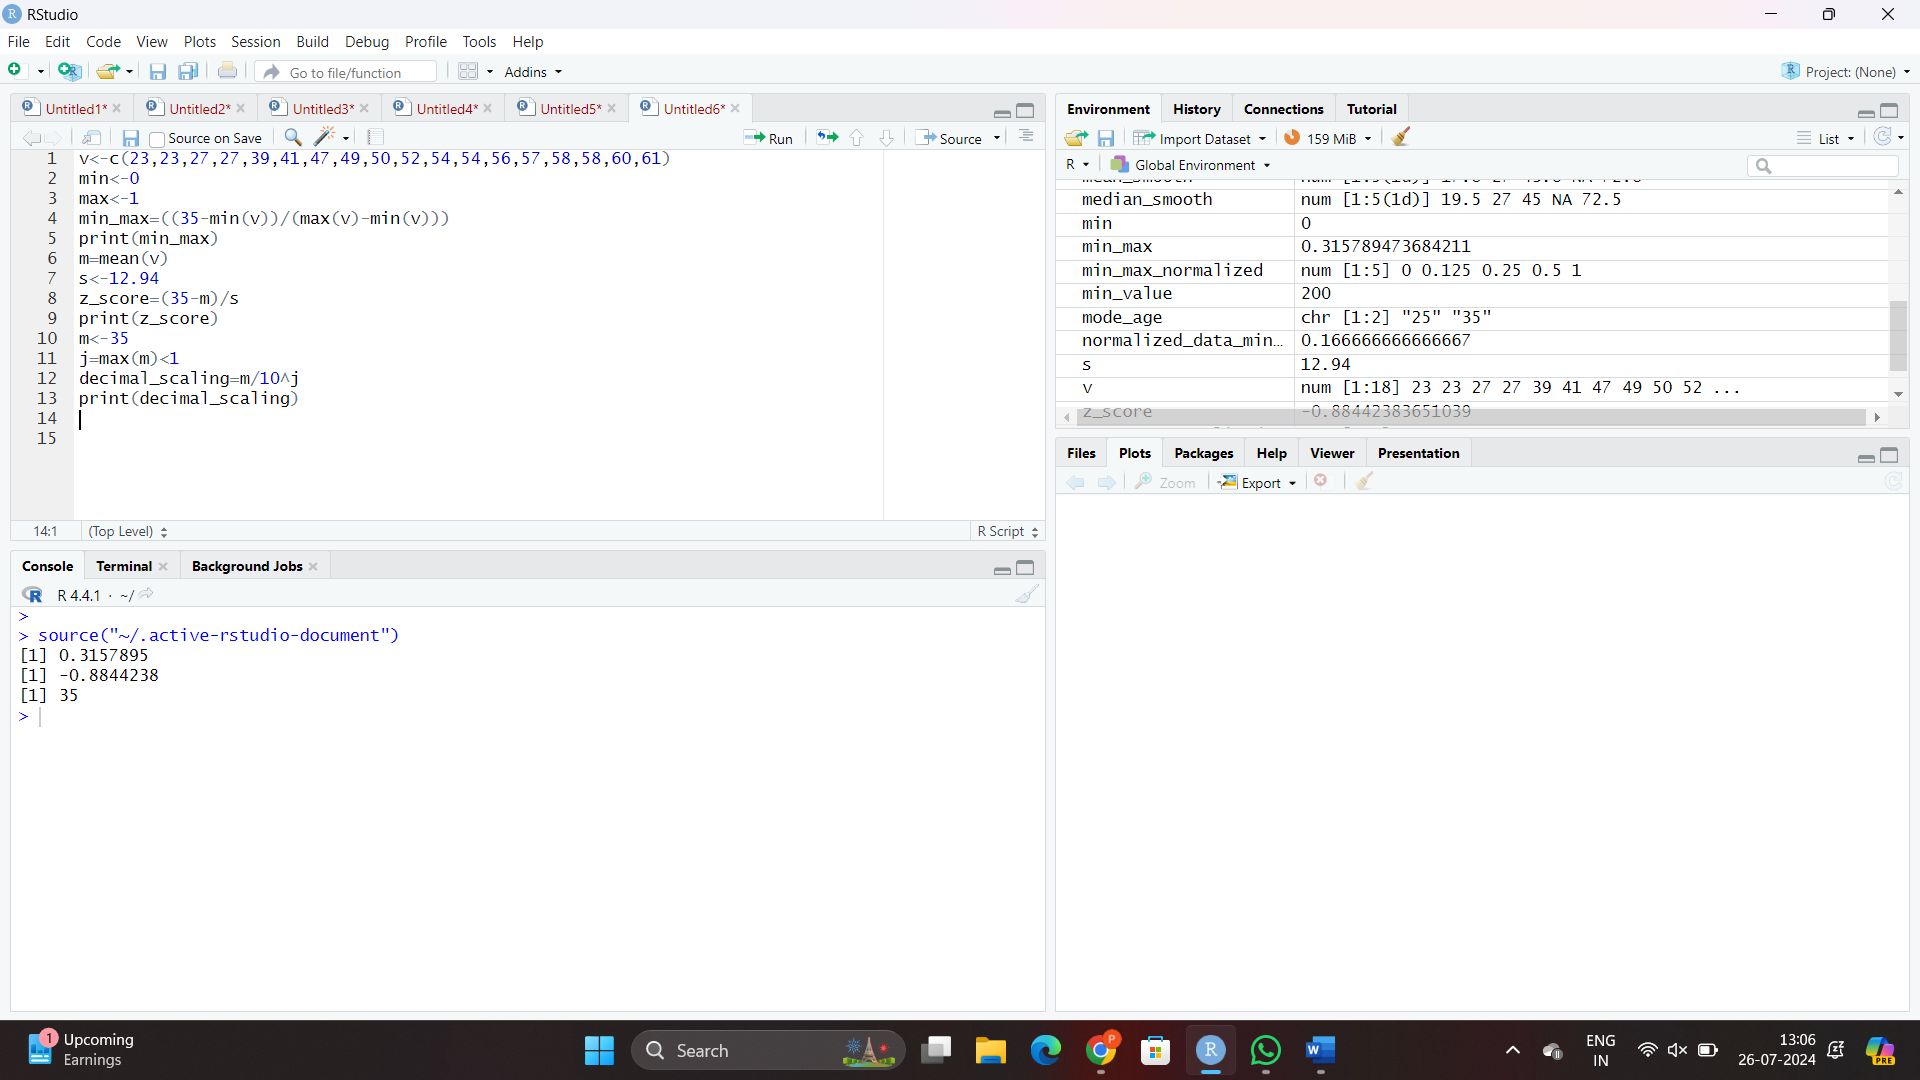 RStudio
File Edit Code View Plots Session Build Debug Profile Tools Help
Go to file/function Addins Project: (None)
Untitled1* Untitled2* Untitled3* Untitled4* Untitled5* Untitled6*
Source on Save Run Source
1 v<-c(23,23,27,27,39,41,47,49,50,52,54,54,56,57,58,58,60,61)
2 min<-0
3 max<-1
4 min_max=((35-min(v))/(max(v)-min(v)))
5 print(min_max)
6 m=mean(v)
7 s<-12.94
8 z_score=(35-m)/s
9 print(z_score)
10 m<-35
11 j=max(m)<1
12 decimal_scaling=m/10^j
13 print(decimal_scaling)
14
15
14:1 (Top Level) R Script
Console Terminal Background Jobs
R 4.4.1 · ~/
>
> source("~/.active-rstudio-document")
[1] 0.3157895
[1] -0.8844238
[1] 35
>
Environment History Connections Tutorial
Import Dataset 159 MiB List
R Global Environment
median_smooth num [1:5(1d)] 19.5 27 45 NA 72.5
min 0
min_max 0.315789473684211
min_max_normalized num [1:5] 0 0.125 0.25 0.5 1
min_value 200
mode_age chr [1:2] "25" "35"
normalized_data_min… 0.166666666666667
s 12.94
v num [1:18] 23 23 27 27 39 41 47 49 50 52 ...
z_score -0.88442383651039
Files Plots Packages Help Viewer Presentation
Zoom Export
1 Upcoming
Earnings
Search
ENG
IN
13:06
26-07-2024
PRE